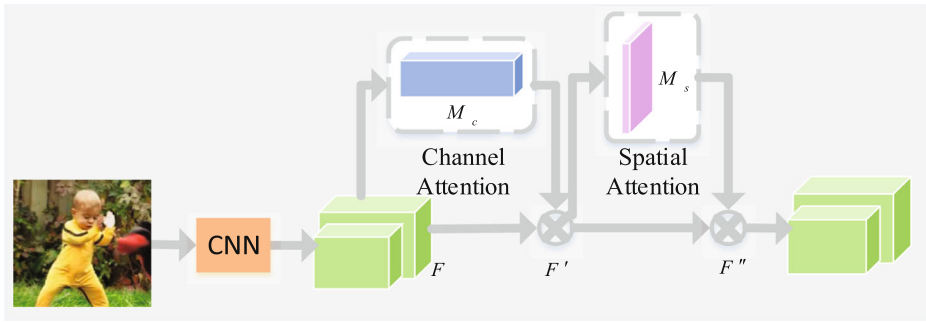 M c
Channel
Attention
M s
Spatial
Attention
CNN
F
F '
F "